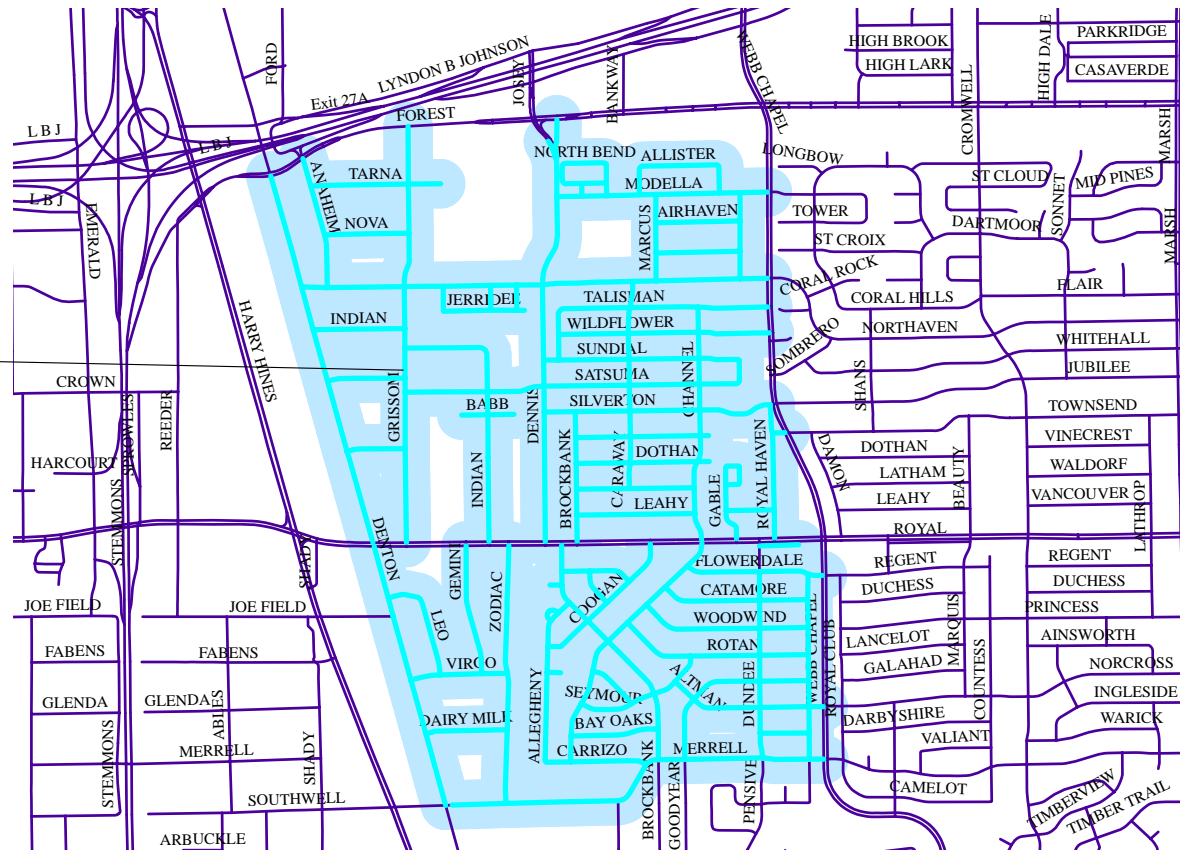 HIGH BROOK
PARKRIDGE
HIGH LARK
CASAVERDE
HIGH DALE
FORD
LYNDON B JOHNSON
JOSEY
BANKWAY
WEBB CHAPEL
CROMWELL
MARSH
Exit 27A
FOREST
L B J
L B J
L B J
NORTH BEND
ALLISTER
LONGBOW
TARNA
MODELLA
ST CLOUD
MID PINES
ANAHEIM
NOVA
MARCUS
AIRHAVEN
TOWER
DARTMOOR
SONNET
MARSH
EMERALD
ST CROIX
CORAL ROCK
JERRIDEE
TALISMAN
CORAL HILLS
FLAIR
INDIAN
WILDFLOWER
NORTHAVEN
WHITEHALL
HARRY HINES
SUNDIAL
SOMBRERO
JUBILEE
CROWN
SATSUMA
CHANNEL
SHANS
GRISSOM
BABB
DENNIS
SILVERTON
TOWNSEND
SPROWLES
REEDER
HARCOURT
BROCKBANK
CARAWAY
DOTHAN
ROYAL HAVEN
DAMON
DOTHAN
VINECREST
LATHAM
BEAUTY
WALDORF
INDIAN
LEAHY
GABLE
LEAHY
VANCOUVER
LATHROP
STEMMONS
ROYAL
DENTON
SHADY
FLOWERDALE
REGENT
REGENT
GEMINI
ZODIAC
COOGAN
CATAMORE
DUCHESS
DUCHESS
JOE FIELD
JOE FIELD
LEO
WOODWIND
WEBB CHAPEL
PRINCESS
FABENS
FABENS
VIRGO
ROTAN
LANCELOT
MARQUIS
AINSWORTH
GALAHAD
NORCROSS
GLENDA
GLENDA
ABLES
ALLEGHENY
SEYMOUR
ALTMAN
DUNDEE
ROYAL CLUB
COUNTESS
INGLESIDE
DAIRY MILK
BAY OAKS
DARBYSHIRE
WARICK
VALIANT
MERRELL
SHADY
CARRIZO
MERRELL
STEMMONS
SOUTHWELL
BROCKBANK
GOODYEAR
PENSIVE
CAMELOT
TIMBERVIEW
TIMBER TRAIL
ARBUCKLE